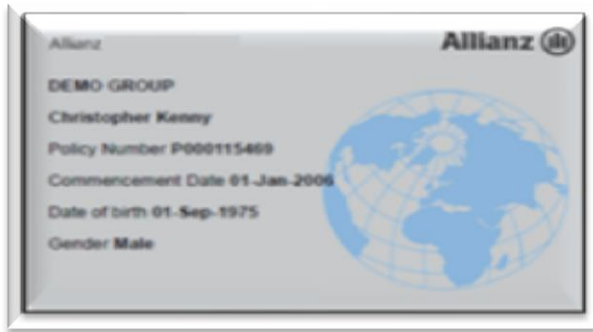 Allianz
Allianz
DEMO GROUP
Christopher Kenny
Policy Number P000115469
Commencement Date 01-Jan-2006
Date of birth 01-Sep-1975
Gender Male